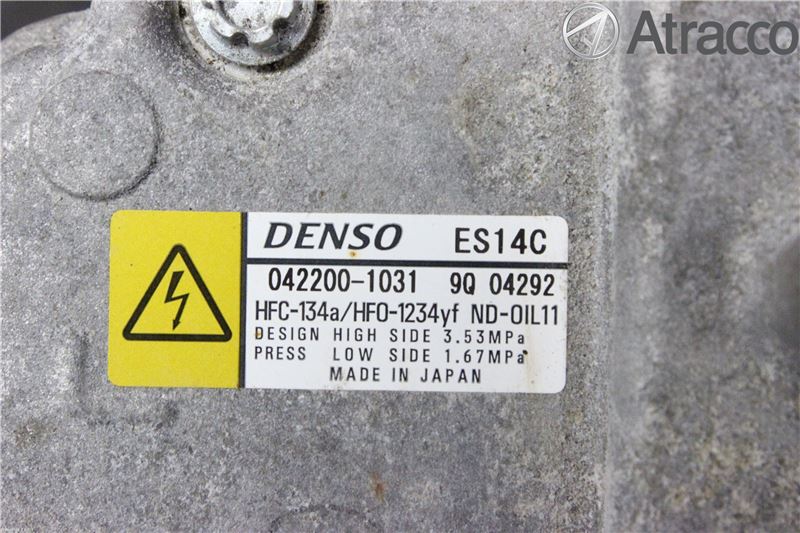 Atracco
DENSO ES14C
042200-1031 9Q 04292
HFC-134a/HFO-1234yf ND-OIL11
DESIGN HIGH SIDE 3.53MPa
PRESS LOW SIDE 1.67MPa
MADE IN JAPAN